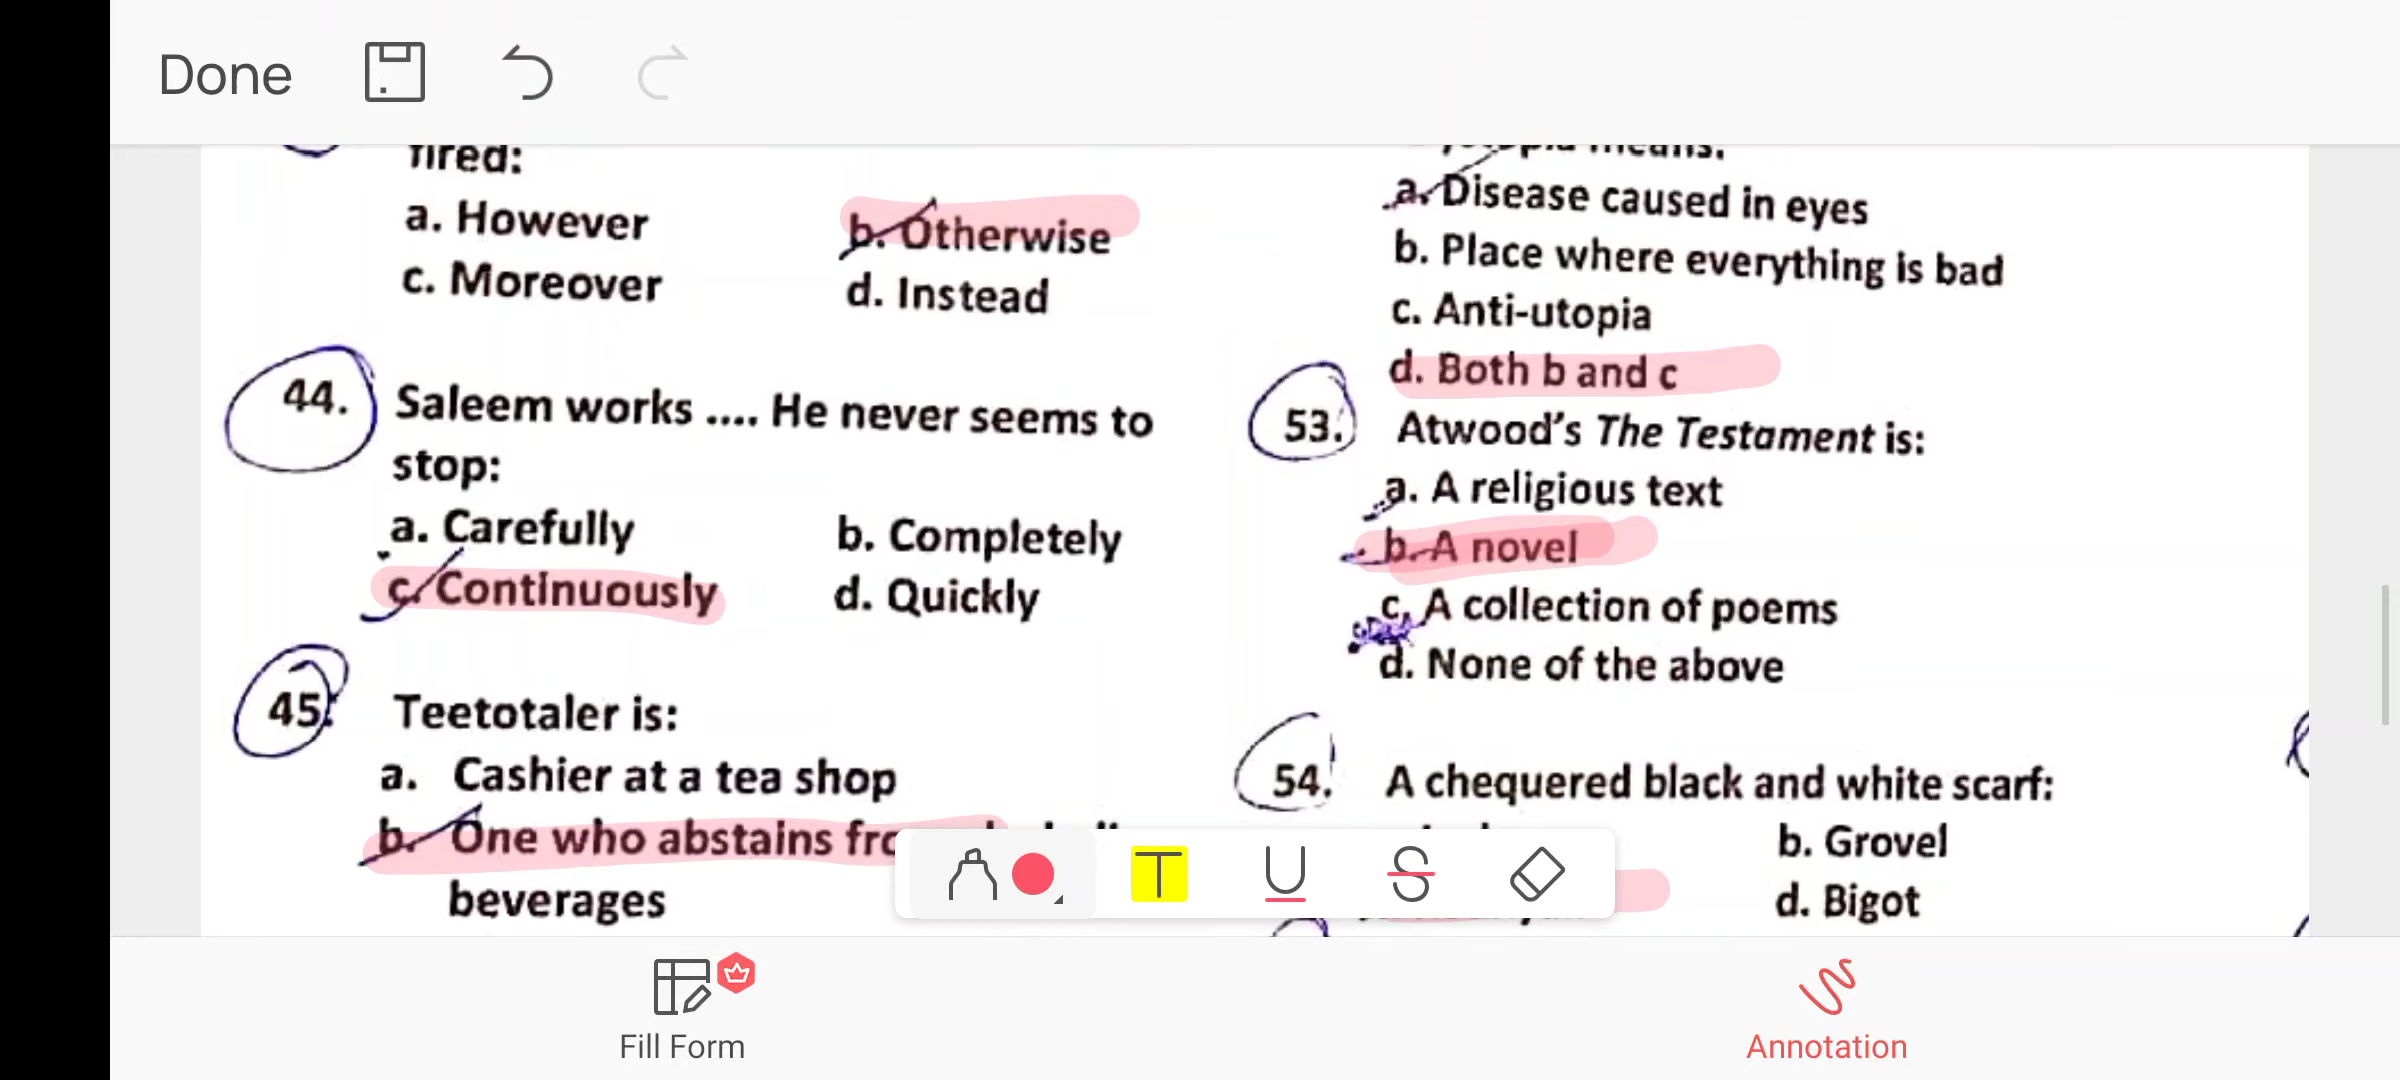 Done
fired:
a. However
b. Otherwise
c. Moreover
d. Instead
44. Saleem works .... He never seems to
stop:
a. Carefully
b. Completely
c. Continuously
d. Quickly
45. Teetotaler is:
a. Cashier at a tea shop
b. One who abstains
beverages
means:
a. Disease caused in eyes
b. Place where everything is bad
c. Anti-utopia
d. Both b and c
53. Atwood's The Testament is:
a. A religious text
b. A novel
c. A collection of poems
d. None of the above
54. A chequered black and white scarf:
b. Grovel
d. Bigot
T U S
Fill Form
Annotation